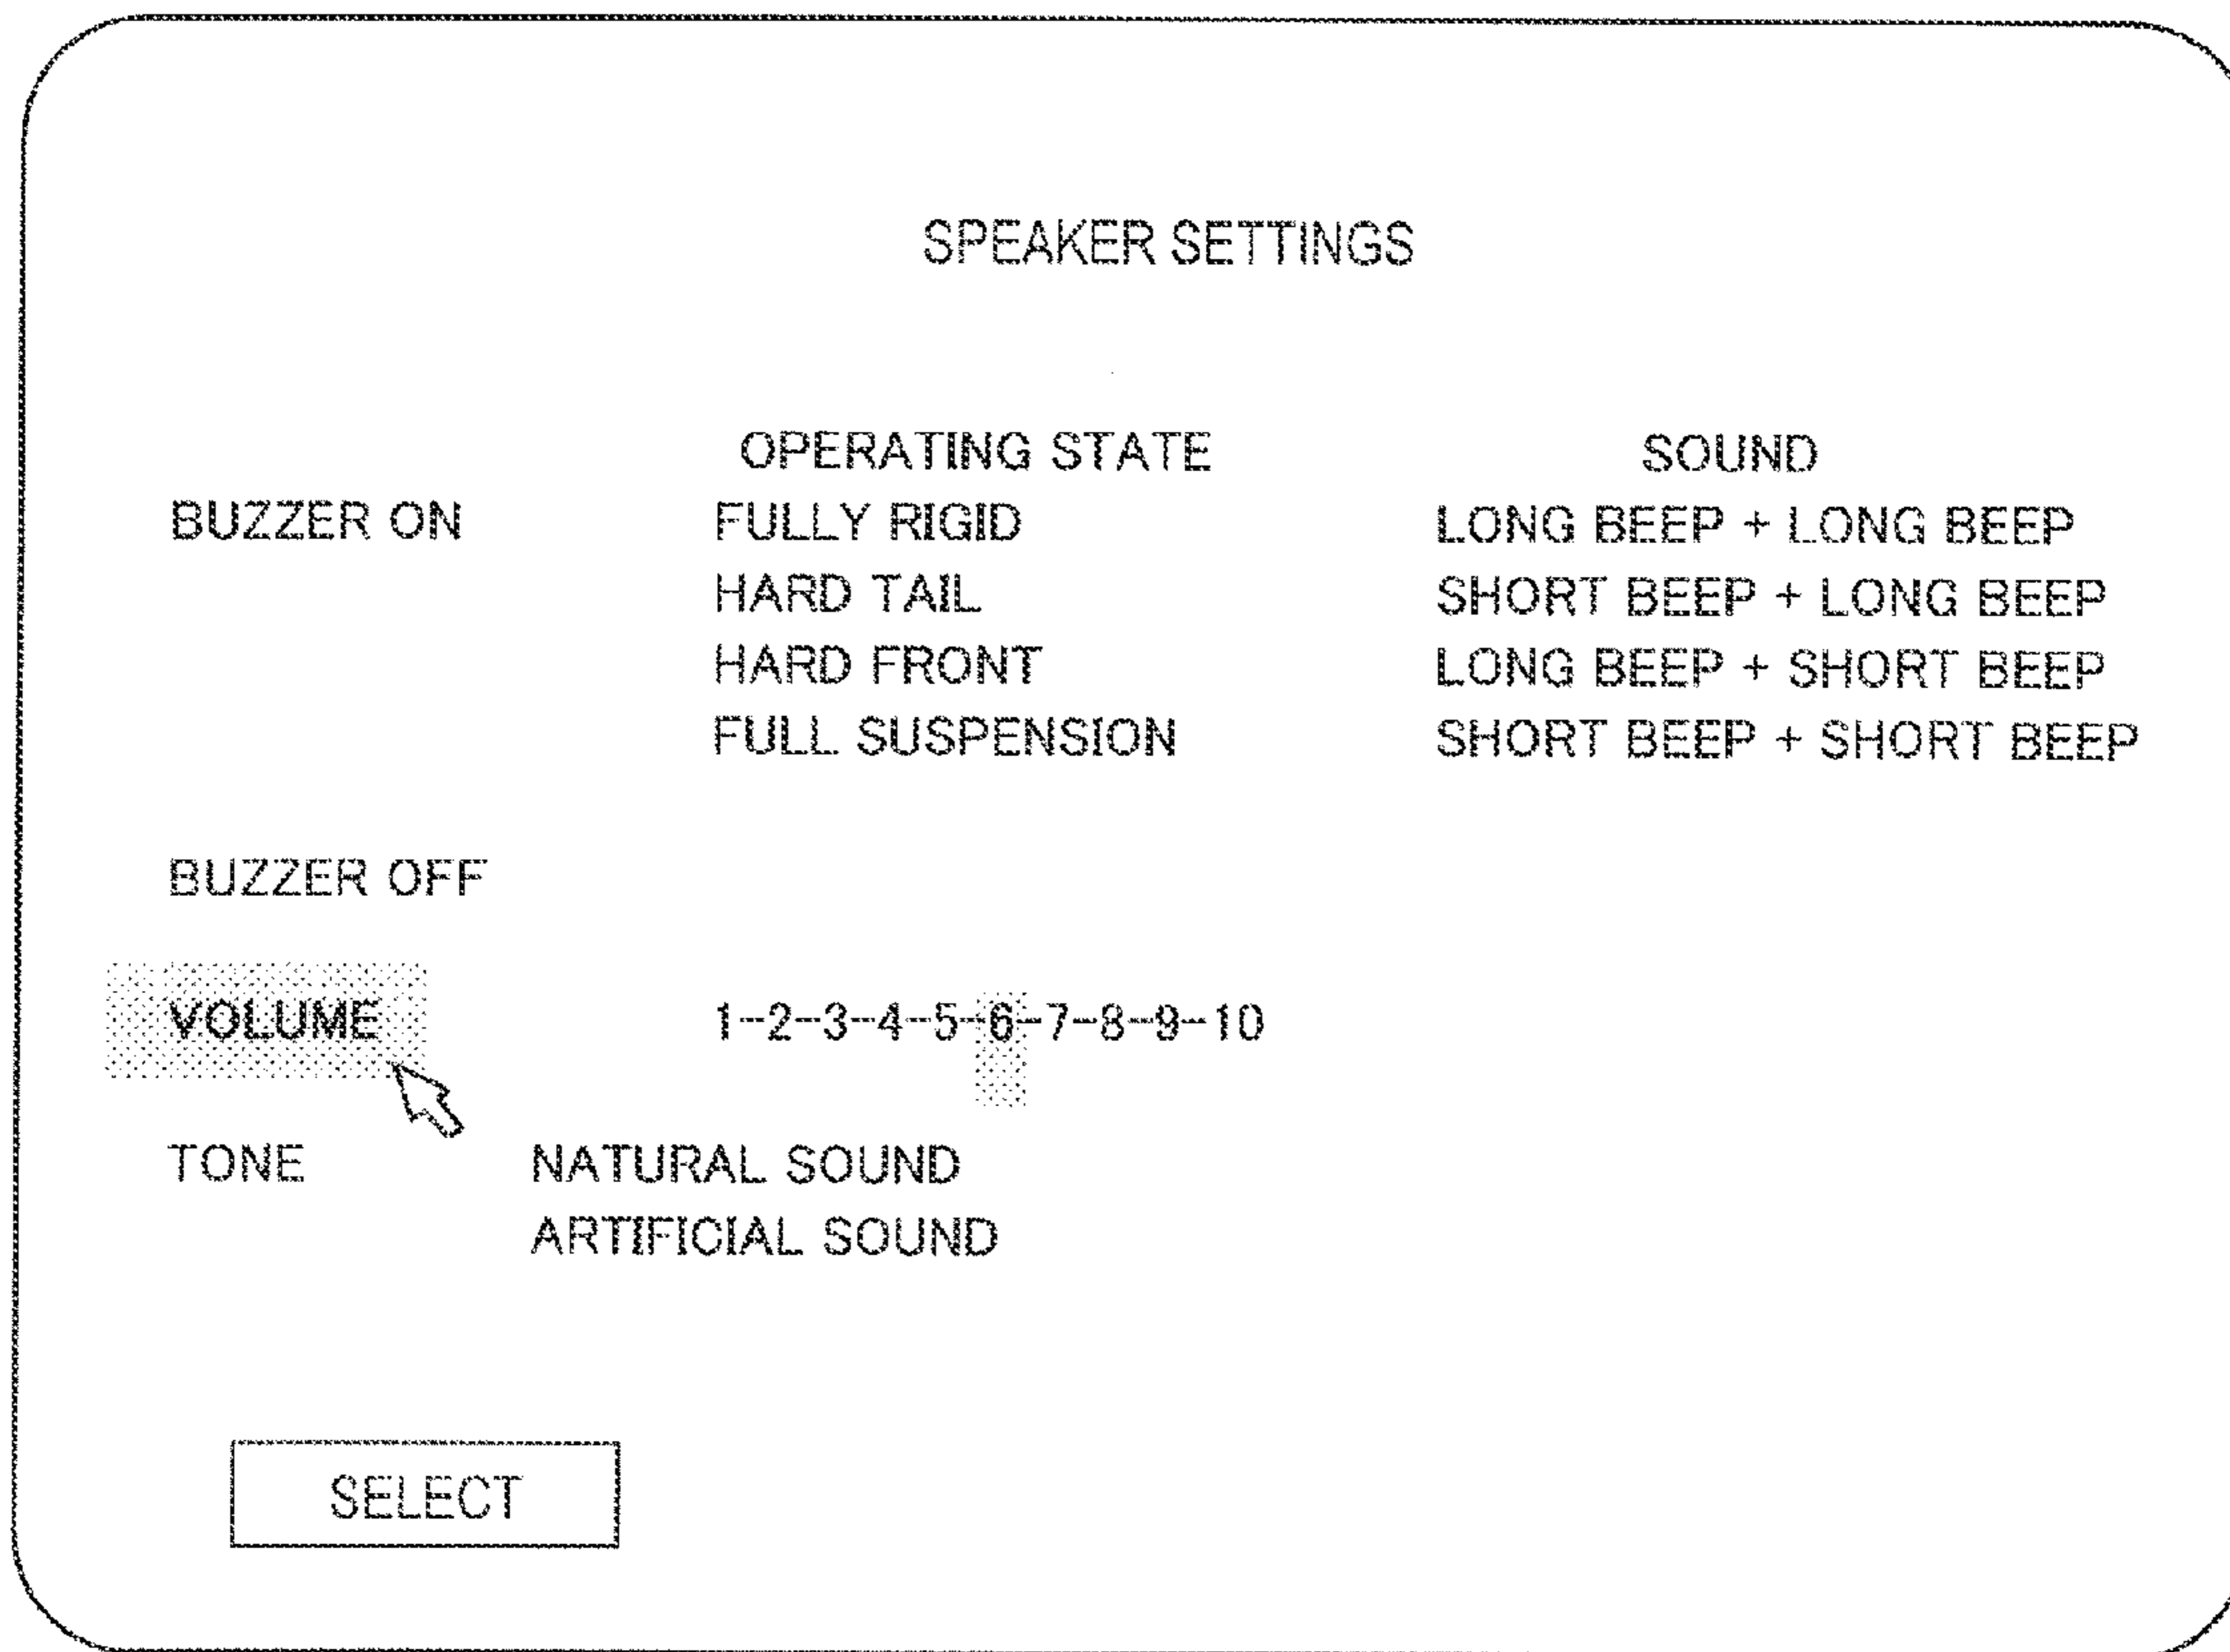 SPEAKER SETTINGS
OPERATING STATE SOUND
BUZZER ON FULLY RIGID LONG BEEP + LONG BEEP
HARD TAIL SHORT BEEP + LONG BEEP
HARD FRONT LONG BEEP + SHORT BEEP
FULL SUSPENSION SHORT BEEP + SHORT BEEP
BUZZER OFF
VOLUME 1-2-3-4-5-6-7-8-9-10
TONE NATURAL SOUND
ARTIFICIAL SOUND
SELECT